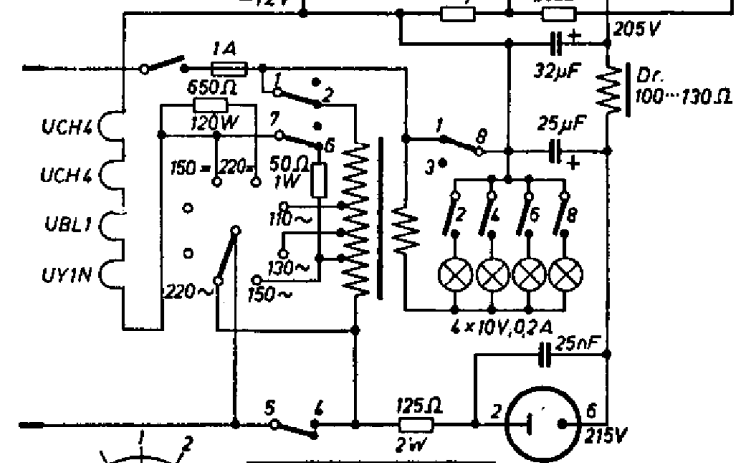 −12V
205V
1A
32µF
+
Dr.
100···130Ω
650Ω
1
2
120W
UCH4
7
6
1
8
25µF
+
150=
220=
50Ω
1W
3
UCH4
110~
2
4
6
8
UBL1
130~
UY1N
220~
150~
4×10V,0,2A
25nF
5
4
125Ω
2
6
2W
215V
1
2